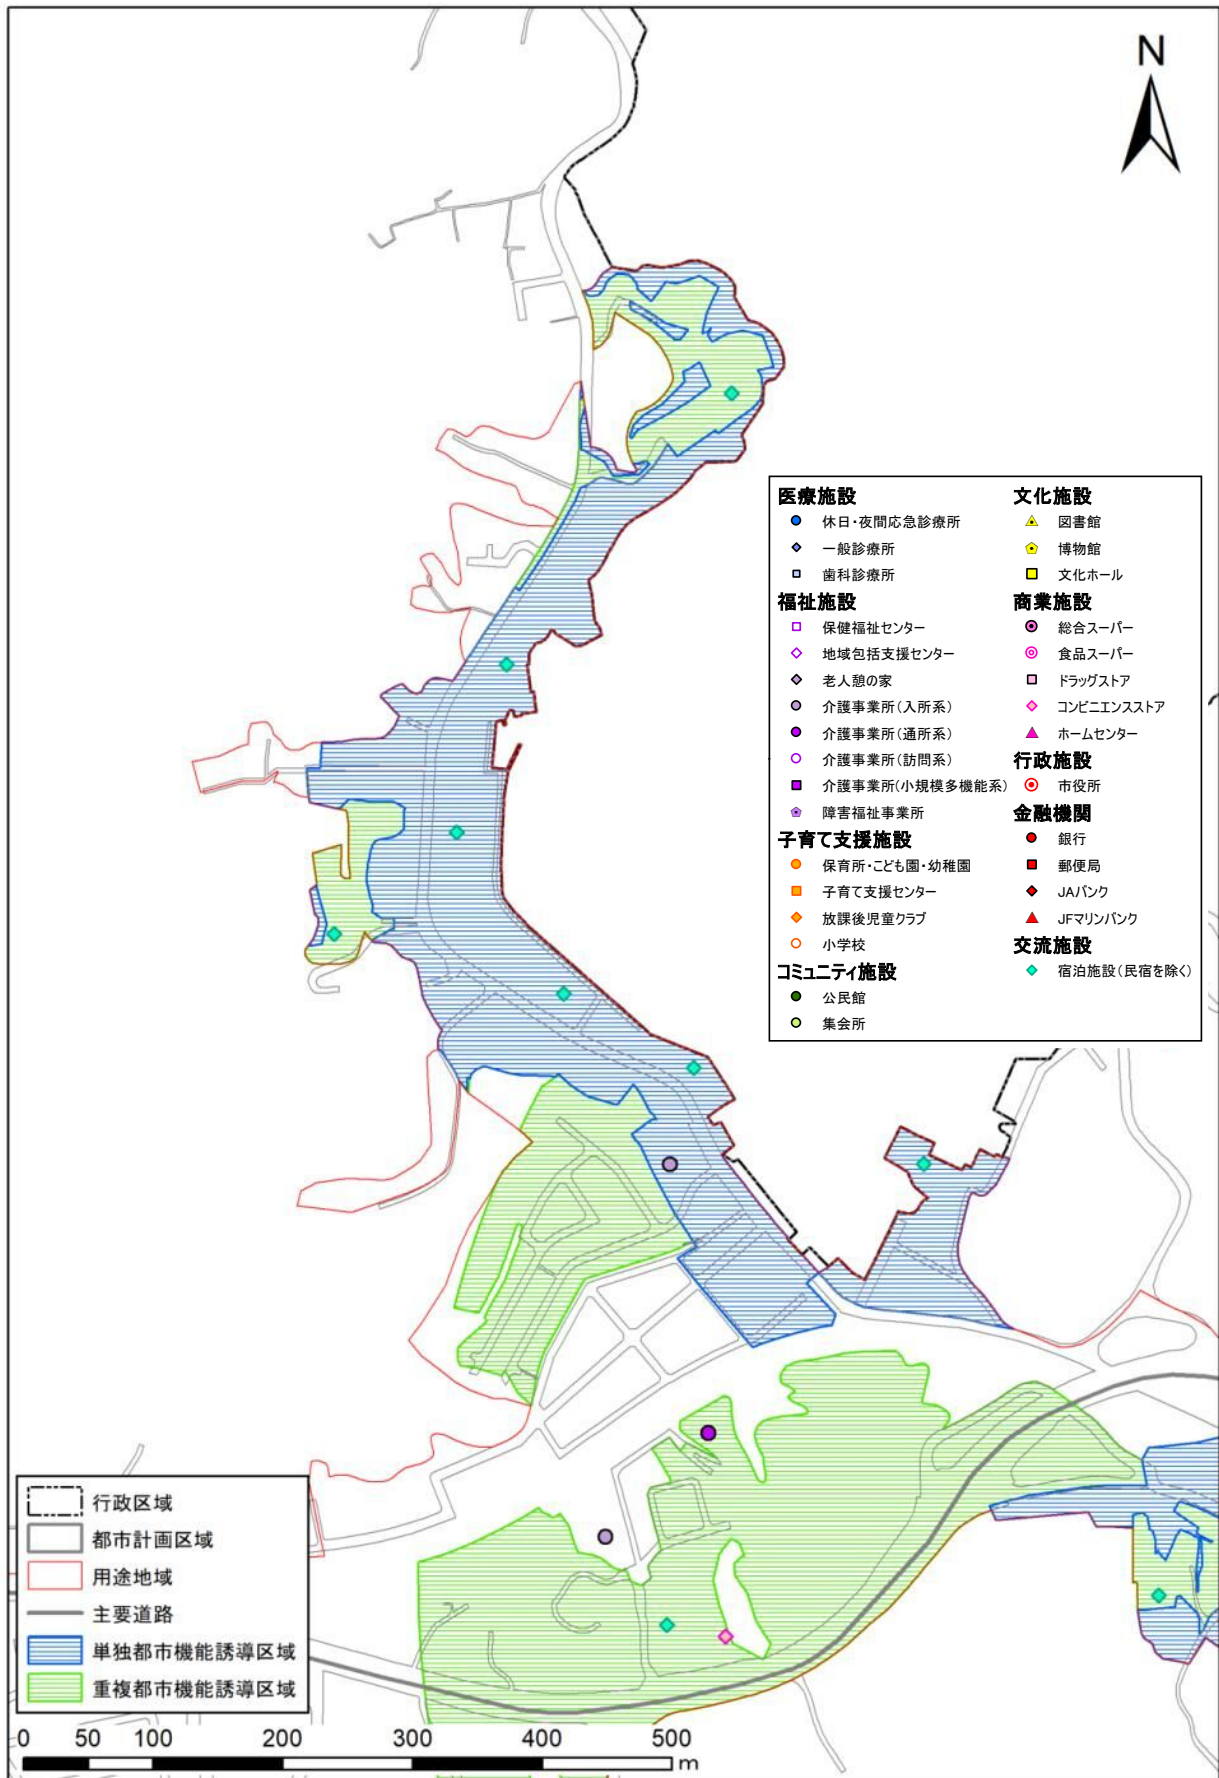 N
医療施設
休日・夜間応急診療所
一般診療所
歯科診療所
福祉施設
保健福祉センター
地域包括支援センター
老人憩の家
介護事業所(入所系)
介護事業所(通所系)
介護事業所(訪問系)
介護事業所(小規模多機能系)
障害福祉事業所
子育て支援施設
保育所・こども園・幼稚園
子育て支援センター
放課後児童クラブ
小学校
コミュニティ施設
公民館
集会所
文化施設
図書館
博物館
文化ホール
商業施設
総合スーパー
食品スーパー
ドラッグストア
コンビニエンスストア
ホームセンター
行政施設
市役所
金融機関
銀行
郵便局
JAバンク
JFマリンバンク
交流施設
宿泊施設(民宿を除く)
行政区域
都市計画区域
用途地域
主要道路
単独都市機能誘導区域
重複都市機能誘導区域
0 50 100 200 300 400 500
m